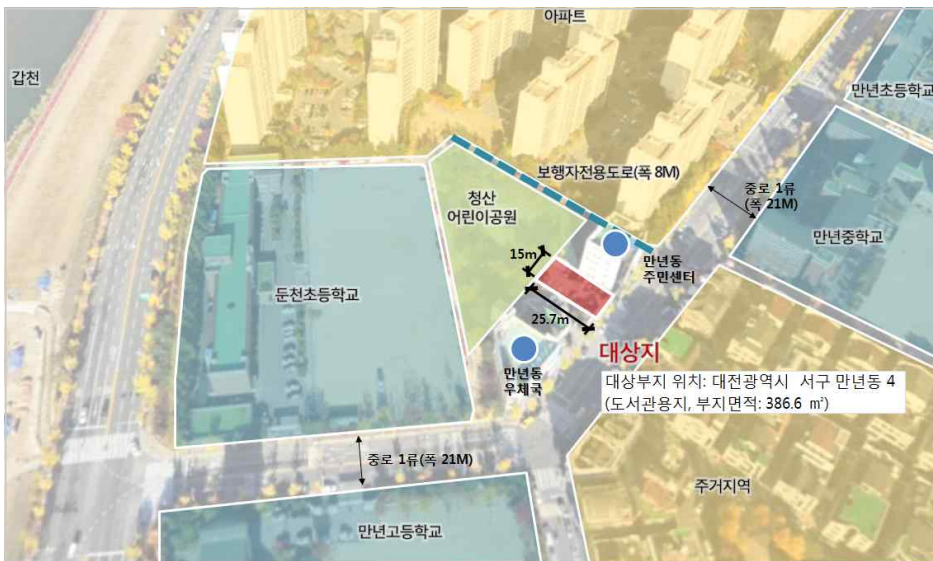 아파트
갑천
만년초등학교
보행자전용도로(폭 8M)
중로 1류
(폭 21M)
청산
어린이공원
만년중학교
15m
만년동
주민센터
둔천초등학교
25.7m
대상지
만년동
우체국
대상부지 위치: 대전광역시 서구 만년동 4
(도서관용지, 부지면적: 386.6 ㎡)
중로 1류(폭 21M)
주거지역
만년고등학교